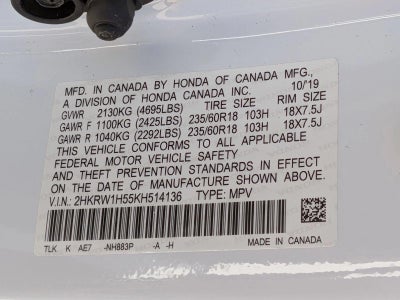 MFD. IN CANADA BY HONDA OF CANADA MFG.,
A DIVISION OF HONDA CANADA INC. 10/19
GVWR 2130KG (4695LBS) TIRE SIZE RIM SIZE
GAWR F 1100KG (2425LBS) 235/60R18 103H 18X7.5J
GAWR R 1040KG (2292LBS) 235/60R18 103H 18X7.5J
THIS VEHICLE CONFORMS TO ALL APPLICABLE
FEDERAL MOTOR VEHICLE SAFETY
AND THEFT PREVENTION STANDARDS IN EFFECT
ON THE DATE OF MANUFACTURE SHOWN ABOVE.
V.I.N.: 2HKRW1H55KH514136 TYPE: MPV
TLK K AE7 -NH883P -A -H MADE IN CANADA